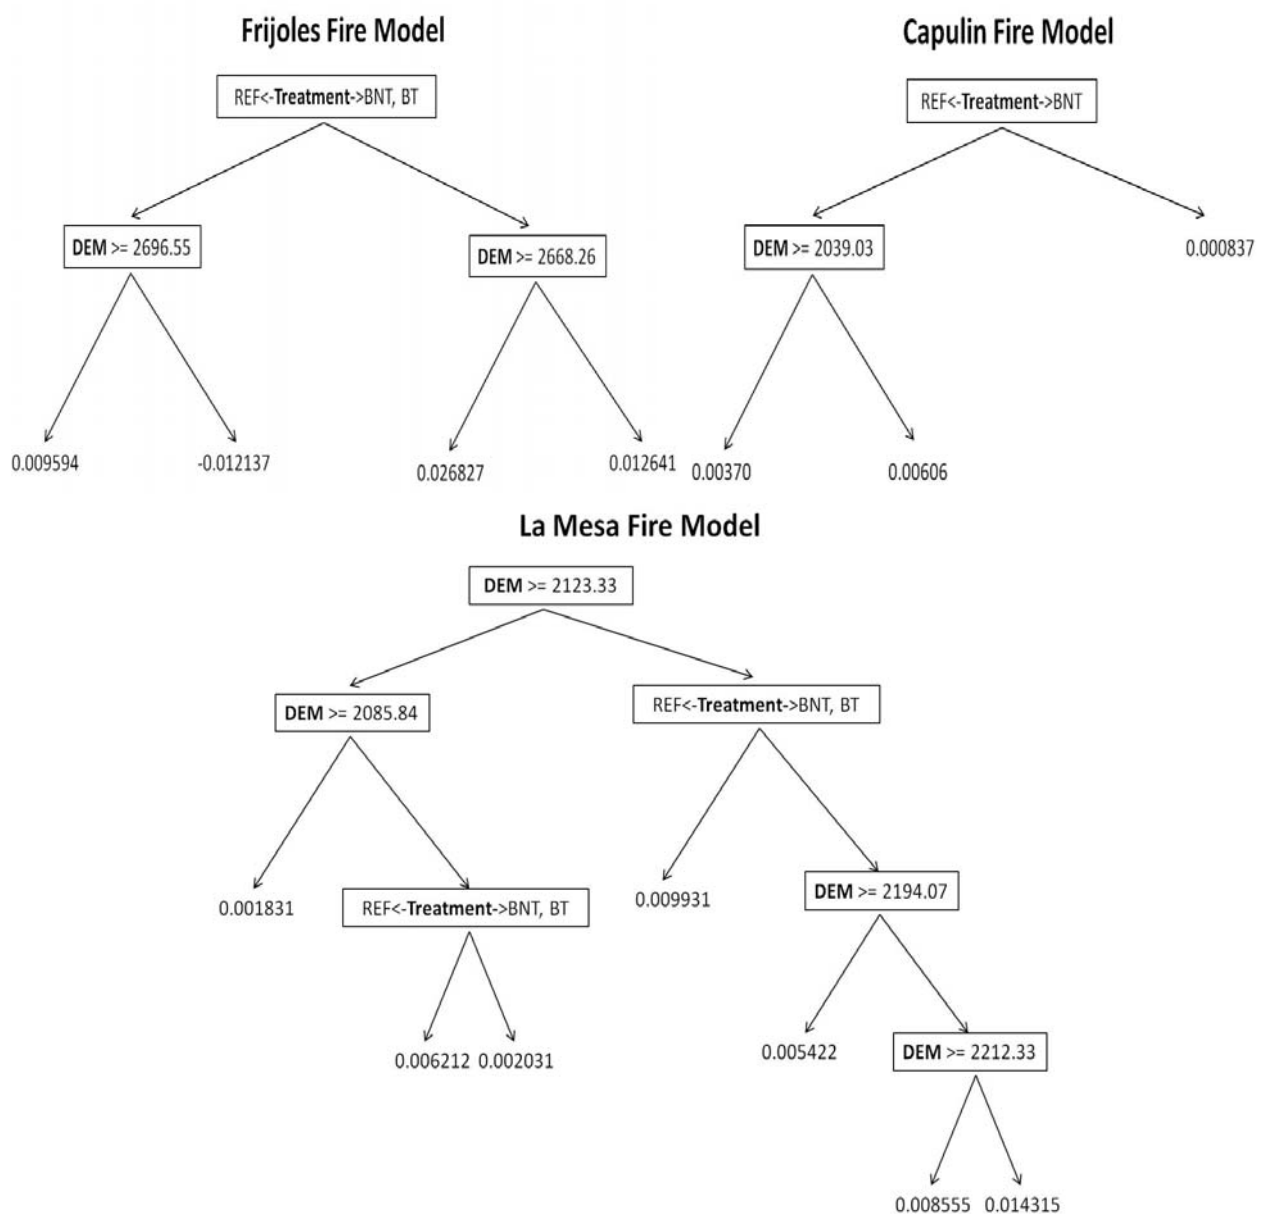 Frijoles Fire Model
REF<-Treatment->BNT, BT
DEM >= 2696.55
DEM >= 2668.26
0.009594
-0.012137
0.026827
0.012641
Capulin Fire Model
REF<-Treatment->BNT
DEM >= 2039.03
0.000837
0.00370
0.00606
La Mesa Fire Model
DEM >= 2123.33
DEM >= 2085.84
REF<-Treatment->BNT, BT
0.001831
REF<-Treatment->BNT, BT
0.009931
DEM >= 2194.07
0.006212
0.002031
0.005422
DEM >= 2212.33
0.008555
0.014315